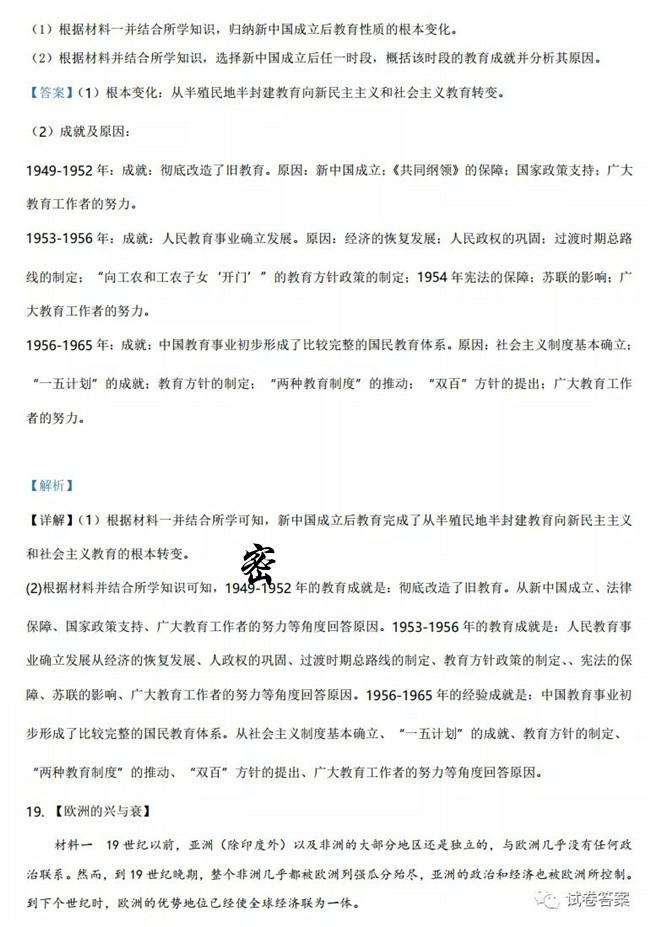 （1）根据材料一并结合所学知识，归纳新中国成立后教育性质的根本变化。
（2）根据材料并结合所学知识，选择新中国成立后任一时段，概括该时段的教育成就并分析其原因。
【答案】（1）根本变化：从半殖民地半封建教育向新民主主义和社会主义教育转变。
（2）成就及原因：
1949-1952 年：成就：彻底改造了旧教育。原因：新中国成立；《共同纲领》的保障；国家政策支持；广大
教育工作者的努力。
1953-1956 年：成就：人民教育事业确立发展。原因：经济的恢复发展；人民政权的巩固；过渡时期总路
线的制定；“向工农和工农子女‘开门’”的教育方针政策的制定；1954 年宪法的保障；苏联的影响；广
大教育工作者的努力。
1956-1965 年：成就：中国教育事业初步形成了比较完整的国民教育体系。原因：社会主义制度基本确立；
“一五计划”的成就；教育方针的制定；“两种教育制度”的推动；“双百”方针的提出；广大教育工作
者的努力。
【解析】
【详解】（1）根据材料一并结合所学可知，新中国成立后教育完成了从半殖民地半封建教育向新民主主义
和社会主义教育的根本转变。
密
(2)根据材料并结合所学知识可知，1949-1952 年的教育成就是：彻底改造了旧教育。从新中国成立、法律
保障、国家政策支持、广大教育工作者的努力等角度回答原因。1953-1956 年的教育成就是：人民教育事
业确立发展从经济的恢复发展、人政权的巩固、过渡时期总路线的制定、教育方针政策的制定、、宪法的保
障、苏联的影响、广大教育工作者的努力等角度回答原因。1956-1965 年的经验成就是：中国教育事业初
步形成了比较完整的国民教育体系。从社会主义制度基本确立、“一五计划”的成就、教育方针的制定、
“两种教育制度”的推动、“双百”方针的提出、广大教育工作者的努力等角度回答原因。
19. 【欧洲的兴与衰】
材料一 19 世纪以前，亚洲（除印度外）以及非洲的大部分地区还是独立的，与欧洲几乎没有任何政
治联系。然而，到 19 世纪晚期，整个非洲几乎都被欧洲列强瓜分殆尽，亚洲的政治和经济也被欧洲所控制。
到下个世纪时，欧洲的优势地位已经使全球经济联为一体。
试卷答案